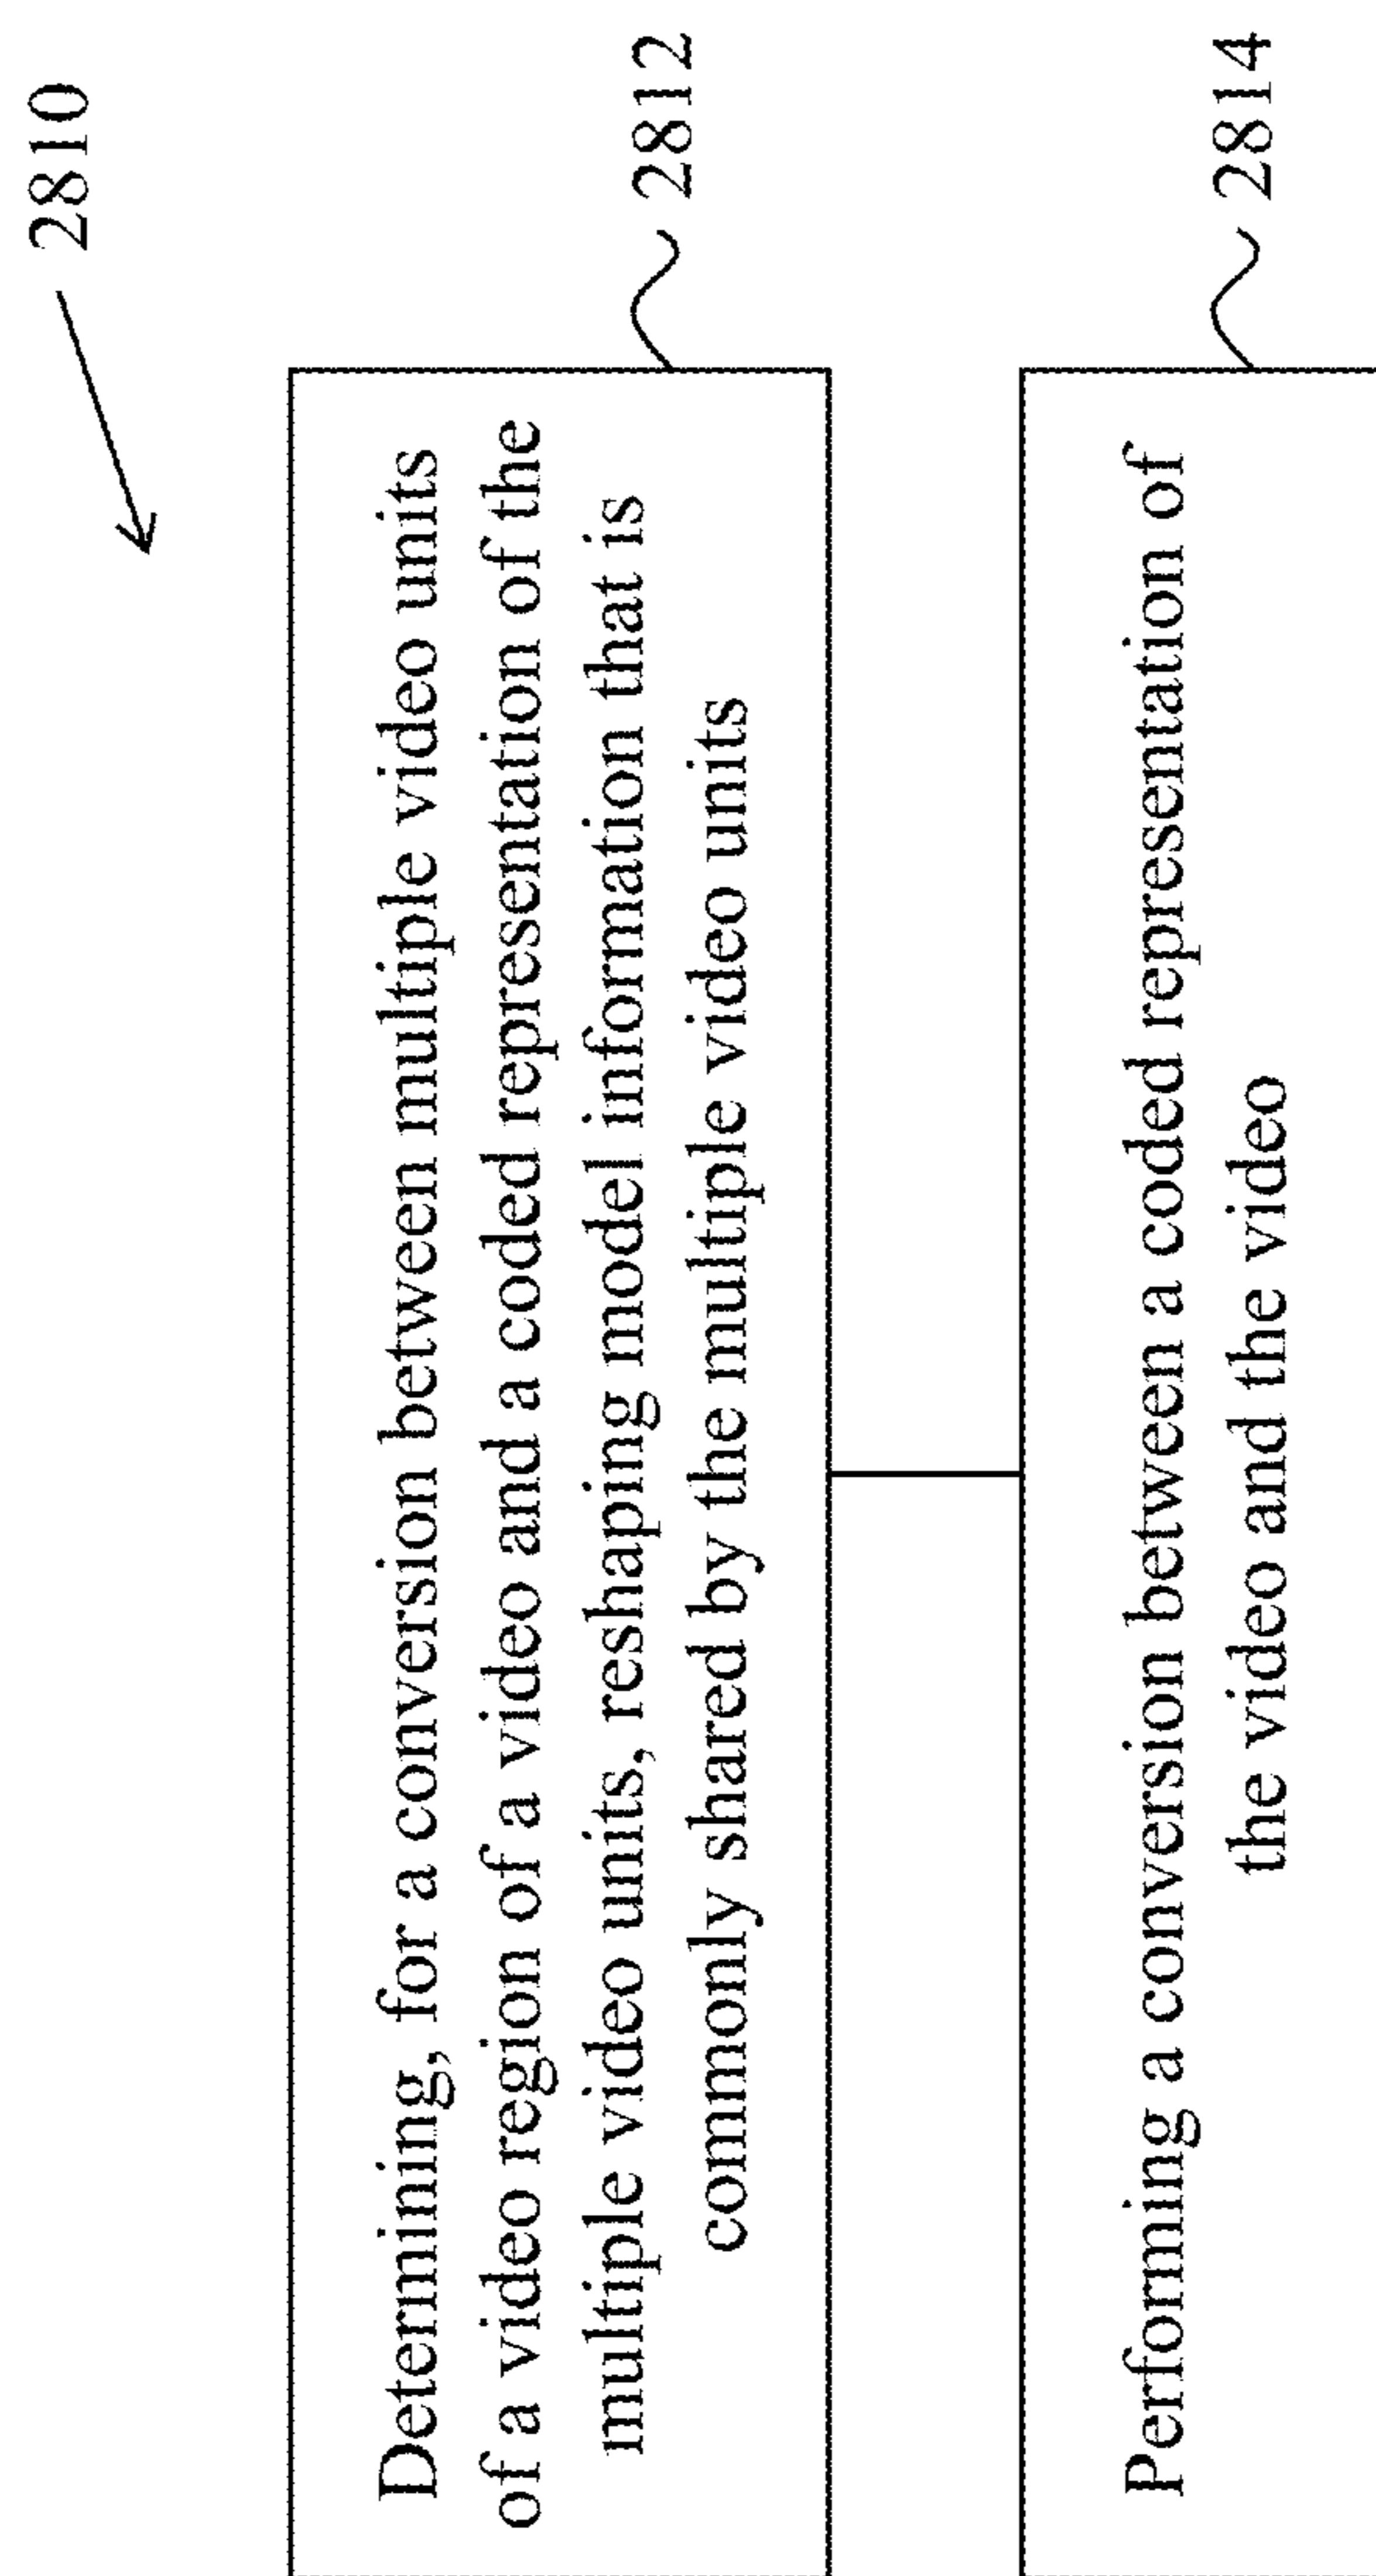 2810
Determining, for a conversion between multiple video units
of a video region of a video and a coded representation of the
multiple video units, reshaping model information that is
commonly shared by the multiple video units
2812
Performing a conversion between a coded representation of
the video and the video
2814